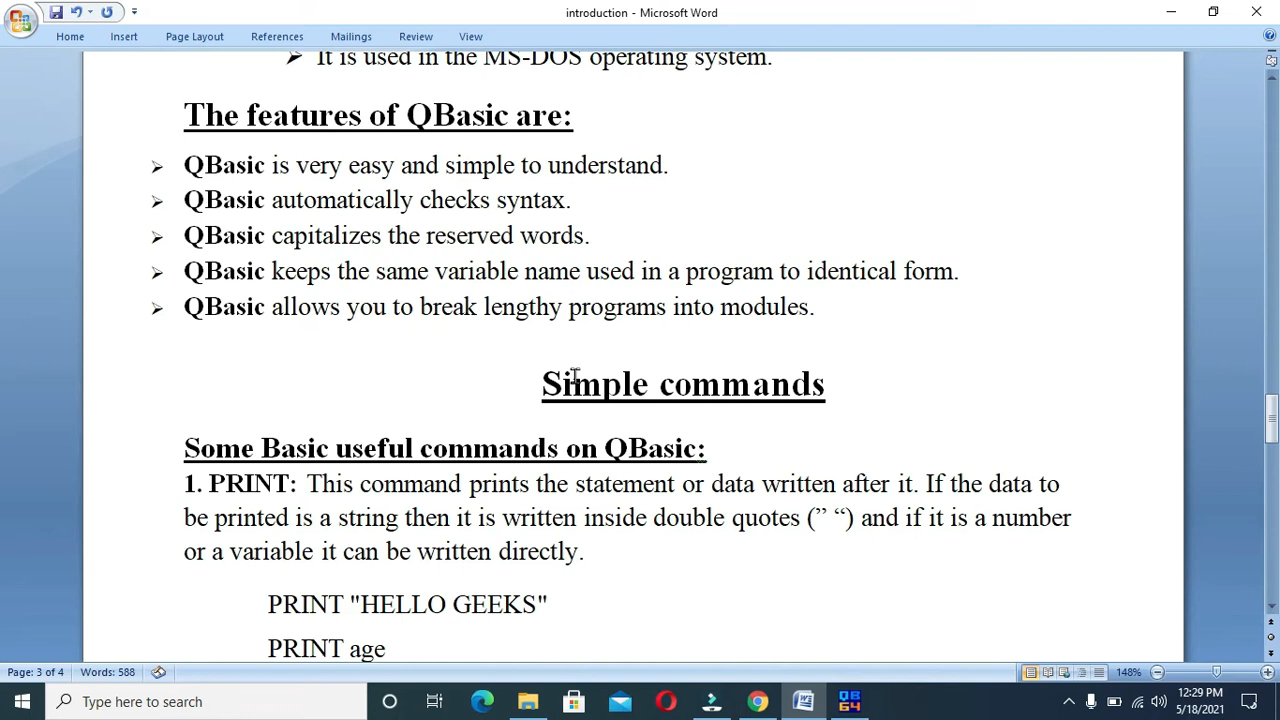 introduction - Microsoft Word
Home Insert Page Layout References Mailings Review View
➢ It is used in the MS-DOS operating system.
The features of QBasic are:
➢ QBasic is very easy and simple to understand.
➢ QBasic automatically checks syntax.
➢ QBasic capitalizes the reserved words.
➢ QBasic keeps the same variable name used in a program to identical form.
➢ QBasic allows you to break lengthy programs into modules.
Simple commands
Some Basic useful commands on QBasic:
1. PRINT: This command prints the statement or data written after it. If the data to
be printed is a string then it is written inside double quotes (” “) and if it is a number
or a variable it can be written directly.
PRINT "HELLO GEEKS"
PRINT age
Page: 3 of 4 Words: 588 148%
Type here to search
QB
64
12:29 PM
5/18/2021